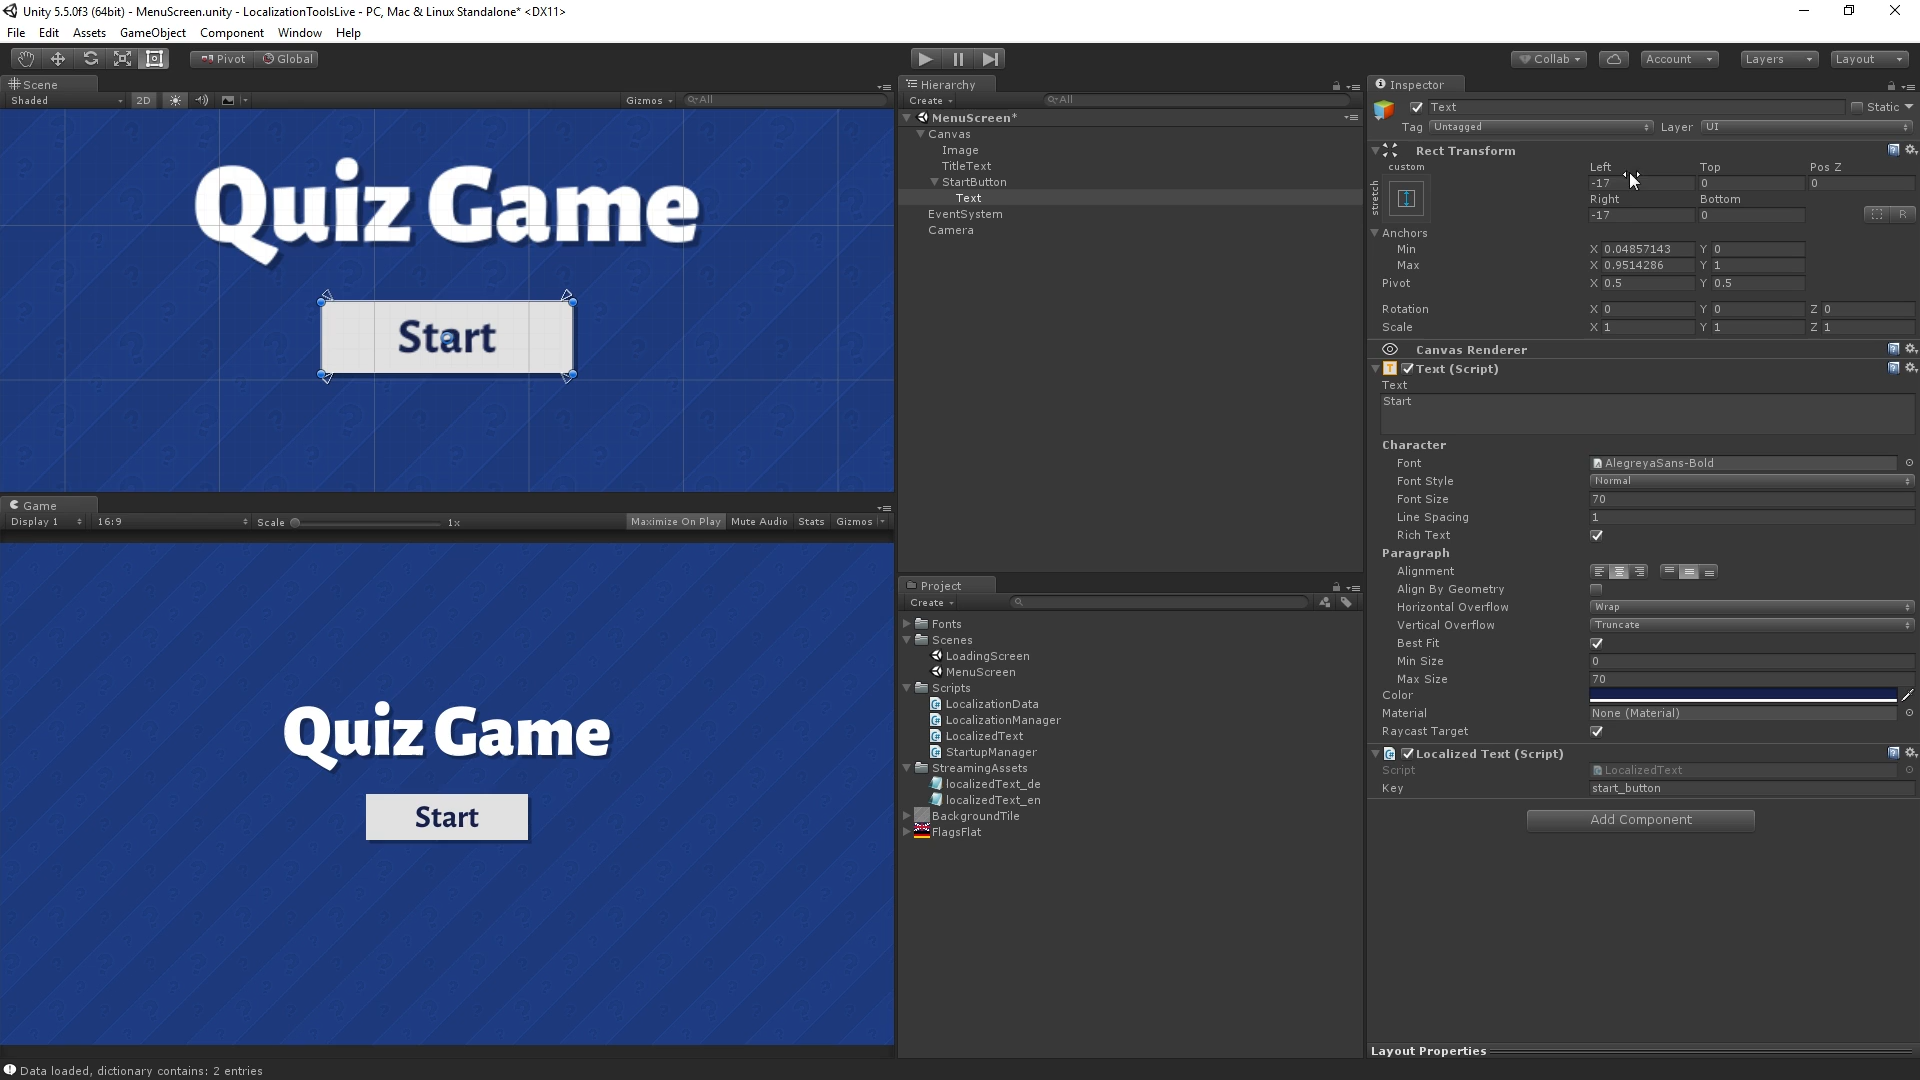 Unity 5.5.0f3 (64bit) - MenuScreen.unity - LocalizationToolsLive - PC, Mac & Linux Standalone* <DX11>
File Edit Assets GameObject Component Window Help
Pivot Global
Collab Account Layers Layout
Scene
Shaded 2D Gizmos All
Quiz Game
Start
Game
Display 1 16:9 Scale 1x Maximize On Play Mute Audio Stats Gizmos
Quiz Game
Start
Hierarchy
Create All
MenuScreen*
Canvas
Image
TitleText
StartButton
Text
EventSystem
Camera
Project
Create
Fonts
Scenes
LoadingScreen
MenuScreen
Scripts
LocalizationData
LocalizationManager
LocalizedText
StartupManager
StreamingAssets
localizedText_de
localizedText_en
BackgroundTile
FlagsFlat
Inspector
Text Static
Tag Untagged Layer UI
Rect Transform
custom Left Top Pos Z
stretch -17 0 0
Right Bottom
-17 0 R
Anchors
Min X 0.04857143 Y 0
Max X 0.9514286 Y 1
Pivot X 0.5 Y 0.5
Rotation X 0 Y 0 Z 0
Scale X 1 Y 1 Z 1
Canvas Renderer
T Text (Script)
Text
Start
Character
Font AlegreyaSans-Bold
Font Style Normal
Font Size 70
Line Spacing 1
Rich Text
Paragraph
Alignment
Align By Geometry
Horizontal Overflow Wrap
Vertical Overflow Truncate
Best Fit
Min Size 0
Max Size 70
Color
Material None (Material)
Raycast Target
Localized Text (Script)
Script LocalizedText
Key start_button
Add Component
Layout Properties
Data loaded, dictionary contains: 2 entries